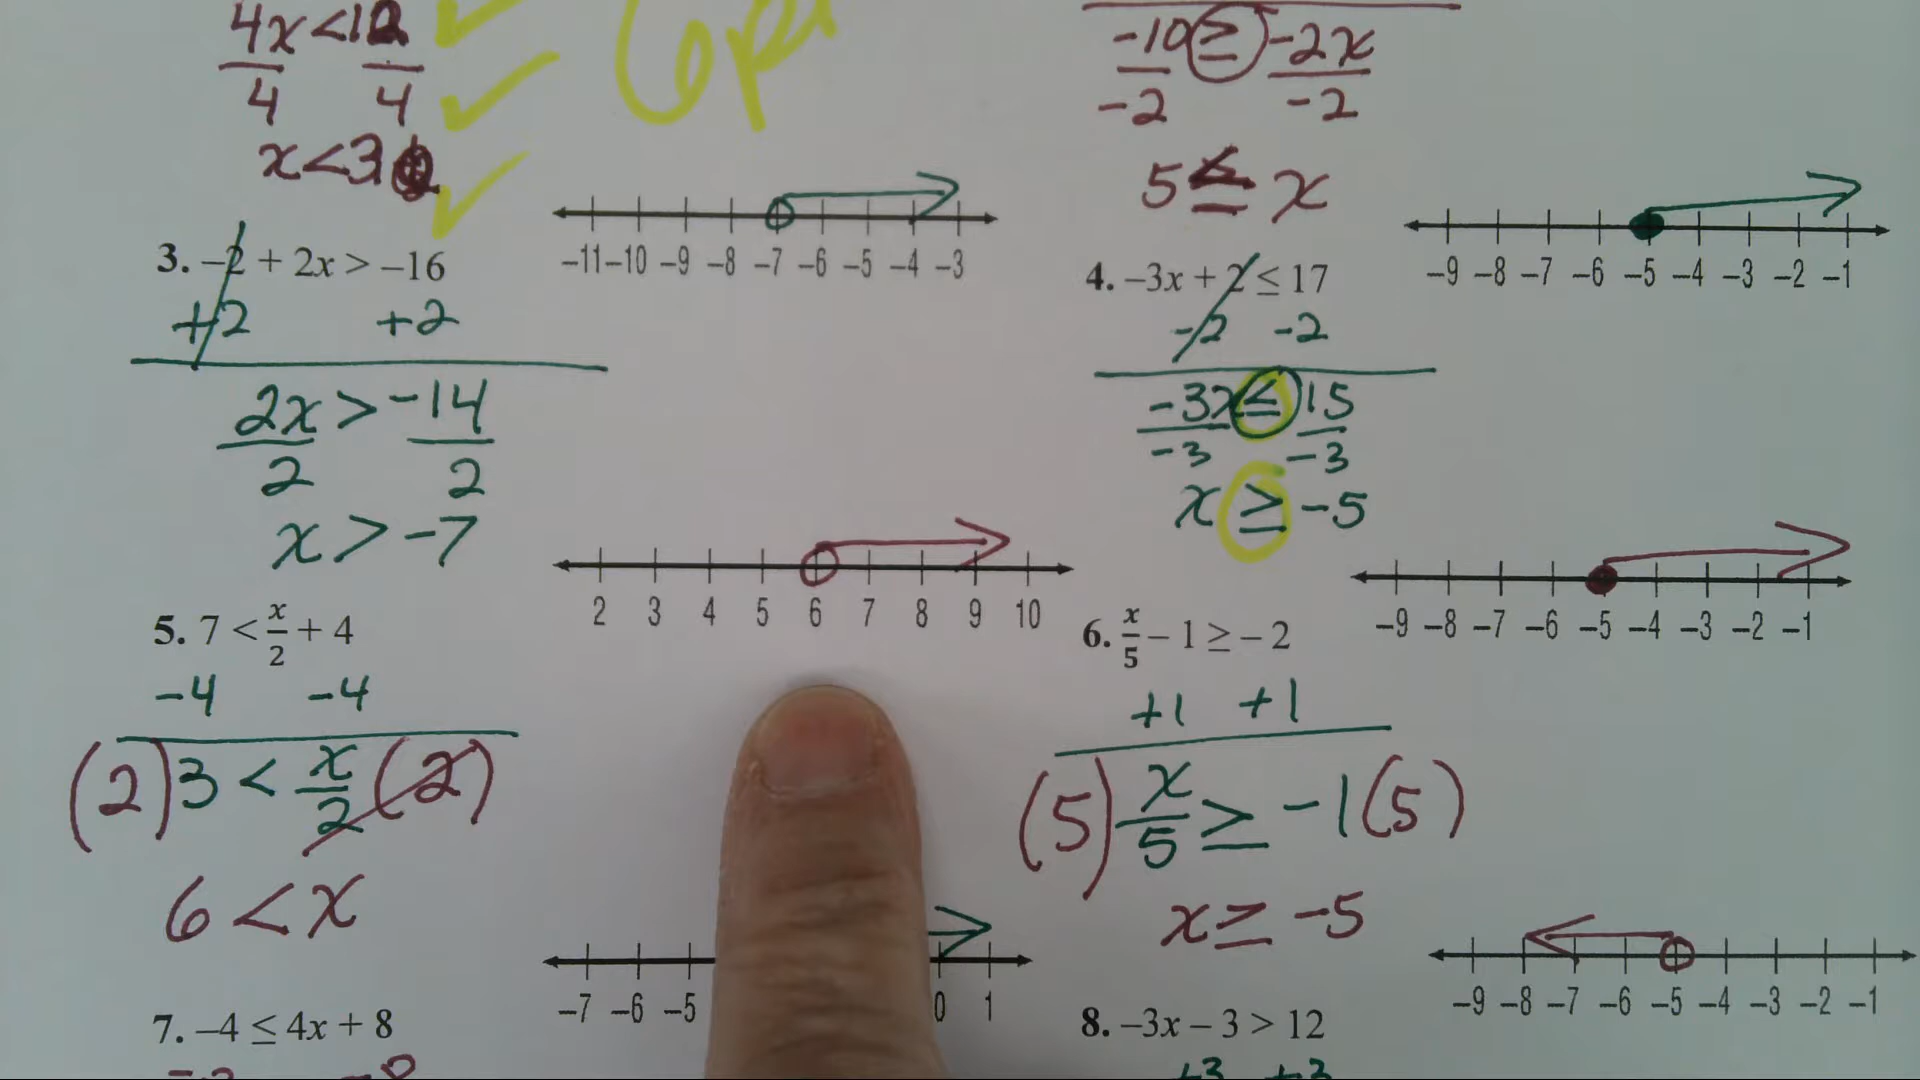 4x < 12
4 4
x < 3
6p
-10 ≥ -2x
-2 -2
5 ≤ x
3. –2 + 2x > –16
+2 +2
2x > -14
2 2
x > -7
–11 –10 –9 –8 –7 –6 –5 –4 –3
4. –3x + 2 ≤ 17
-2 -2
-3x ≤ 15
-3 -3
x ≥ -5
–9 –8 –7 –6 –5 –4 –3 –2 –1
5. 7 < x/2 + 4
-4 -4
(2) 3 < x/2 (2)
6 < x
2 3 4 5 6 7 8 9 10
6. x/5 – 1 ≥ – 2
+1 +1
(5) x/5 ≥ -1 (5)
x ≥ -5
–9 –8 –7 –6 –5 –4 –3 –2 –1
7. –4 ≤ 4x + 8
–7 –6 –5 0 1
8. –3x – 3 > 12
+3 +3
–9 –8 –7 –6 –5 –4 –3 –2 –1